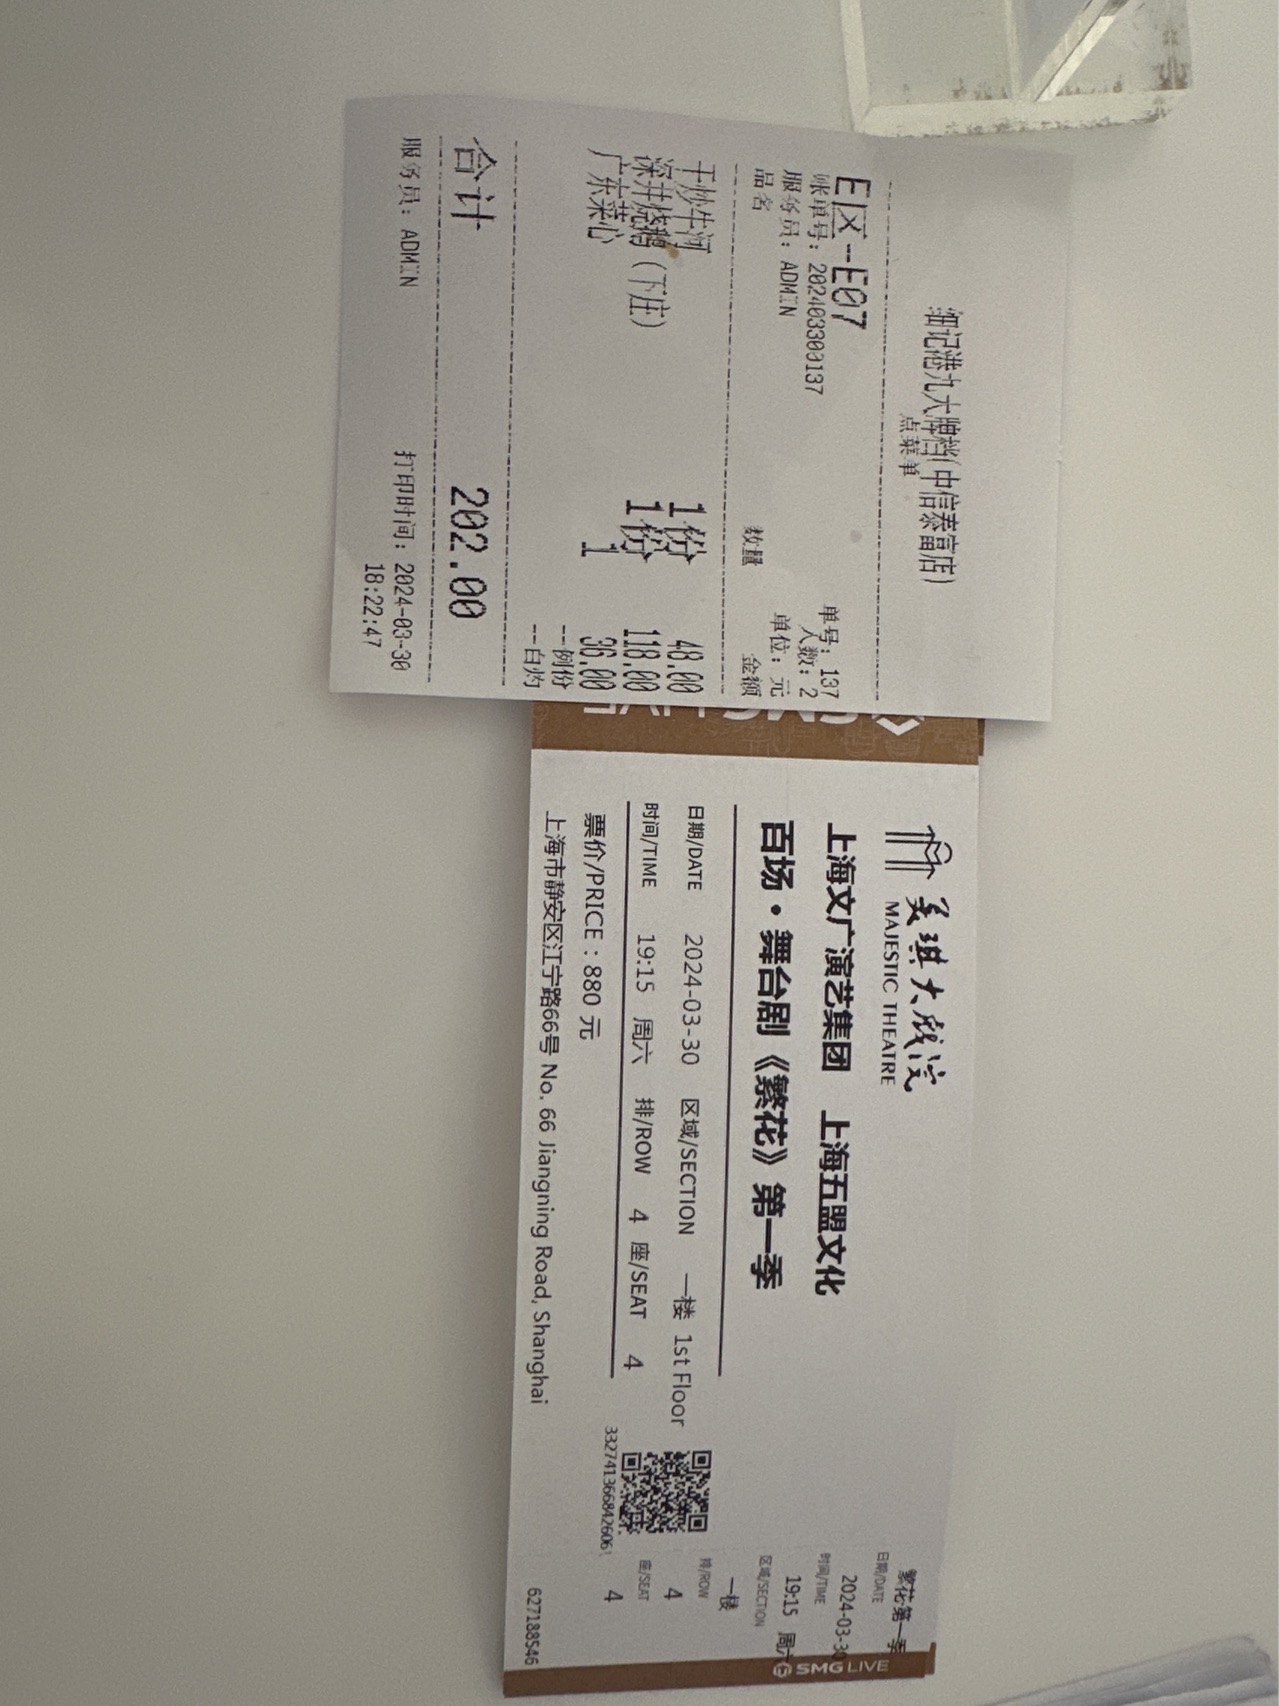 细记港九大牌档(中信泰富店)
点菜单
E区--E07
单号: 137
账单号: 202403300137
人数: 2
服务员: ADMIN
单位: 元
品名 数量 金额
干炒牛河 1份 48.00
深井烧鹅 (下庄) 1份 118.00
广东菜心 1 36.00
--例份
--白灼
合计 202.00
服务员: ADMIN 打印时间: 2024-03-30
18:22:47
SMG LIVE
美琪大戏院
MAJESTIC THEATRE
上海文广演艺集团 上海五盟文化
百场·舞台剧《繁花》第一季
日期/DATE 2024-03-30 区域/SECTION 一楼 1st Floor
时间/TIME 19:15 周六 排/ROW 4 座/SEAT 4
票价/PRICE : 880 元
上海市静安区江宁路66号 No. 66 Jiangning Road, Shanghai
繁花第一季
日期/DATE
2024-03-30
时间/TIME
19:15 周六
区域/SECTION
一楼
排/ROW
4
座/SEAT
4
627188546
SMG LIVE